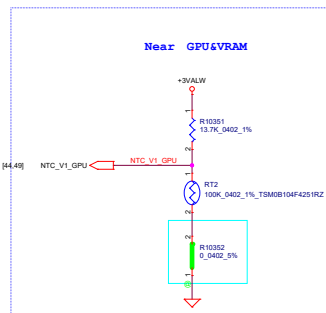 Near GPU&VRAM
+3VALW
1
R10351
13.7K_0402_1%
2
[44,49] NTC_V1_GPU NTC_V1_GPU
1
RT2
100K_0402_1%_TSM0B104F4251RZ
2
2
R10352
0_0402_5%
1
@